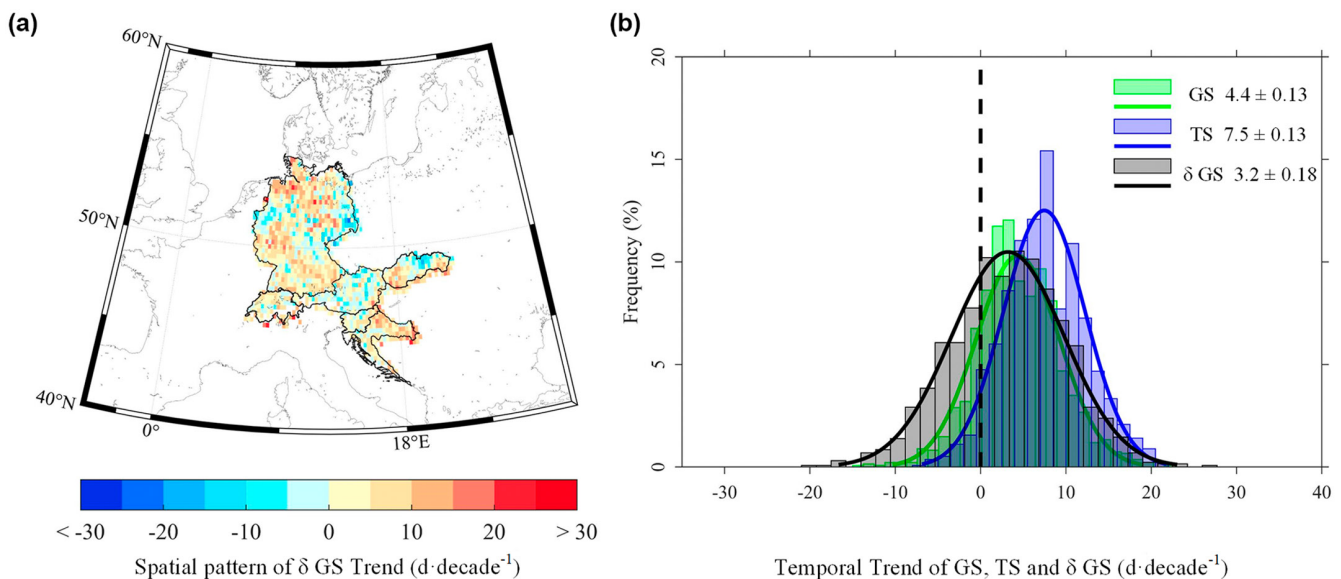 (a)
60°N
50°N
40°N
0°
18°E
< -30 -20 -10 0 10 20 > 30
Spatial pattern of δ GS Trend (d·decade⁻¹)
(b)
20
15
10
5
0
Frequency (%)
GS 4.4 ± 0.13
TS 7.5 ± 0.13
δ GS 3.2 ± 0.18
-30 -20 -10 0 10 20 30 40
Temporal Trend of GS, TS and δ GS (d·decade⁻¹)